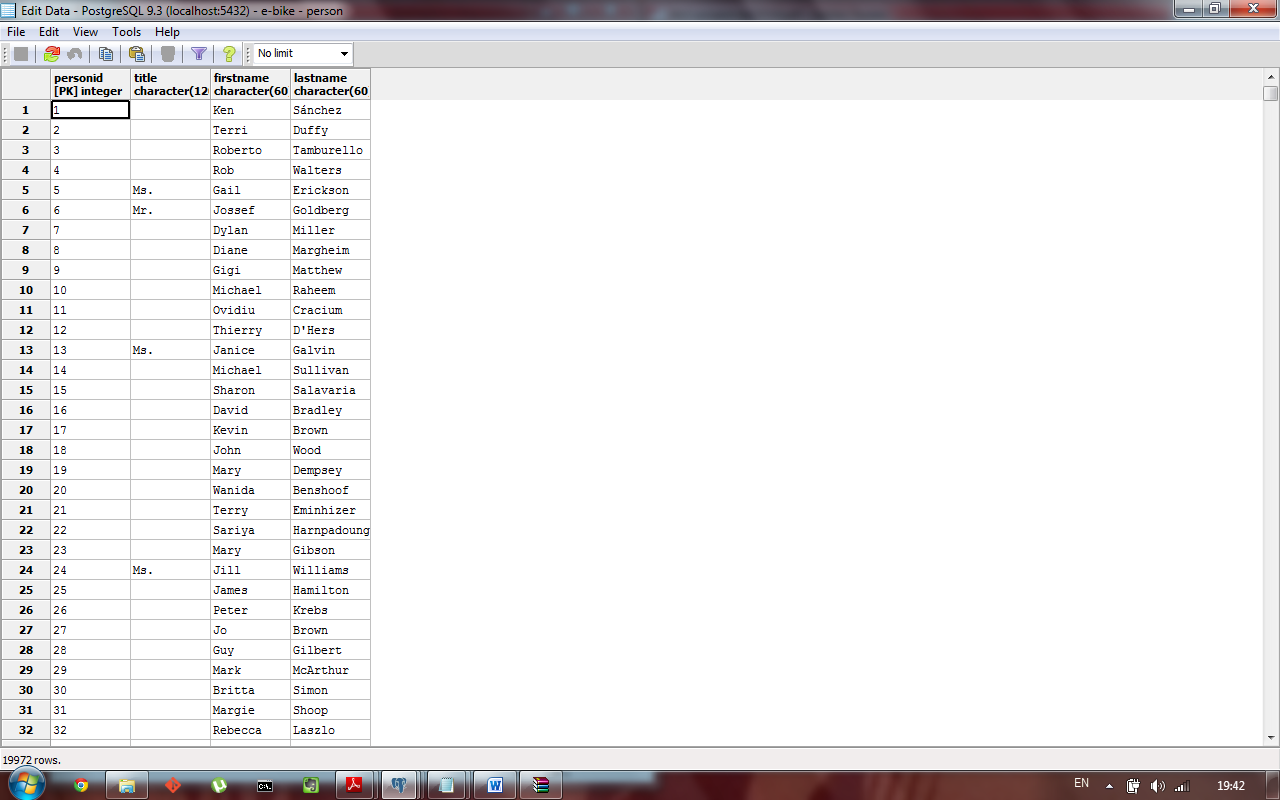 Edit Data - PostgreSQL 9.3 (localhost:5432) - e-bike - person
File Edit View Tools Help
No limit
personid title firstname lastname
[PK] integer character(120 character(60 character(60
1 1 Ken Sánchez
2 2 Terri Duffy
3 3 Roberto Tamburello
4 4 Rob Walters
5 5 Ms. Gail Erickson
6 6 Mr. Jossef Goldberg
7 7 Dylan Miller
8 8 Diane Margheim
9 9 Gigi Matthew
10 10 Michael Raheem
11 11 Ovidiu Cracium
12 12 Thierry D'Hers
13 13 Ms. Janice Galvin
14 14 Michael Sullivan
15 15 Sharon Salavaria
16 16 David Bradley
17 17 Kevin Brown
18 18 John Wood
19 19 Mary Dempsey
20 20 Wanida Benshoof
21 21 Terry Eminhizer
22 22 Sariya Harnpadoung
23 23 Mary Gibson
24 24 Ms. Jill Williams
25 25 James Hamilton
26 26 Peter Krebs
27 27 Jo Brown
28 28 Guy Gilbert
29 29 Mark McArthur
30 30 Britta Simon
31 31 Margie Shoop
32 32 Rebecca Laszlo
19972 rows.
EN 19:42